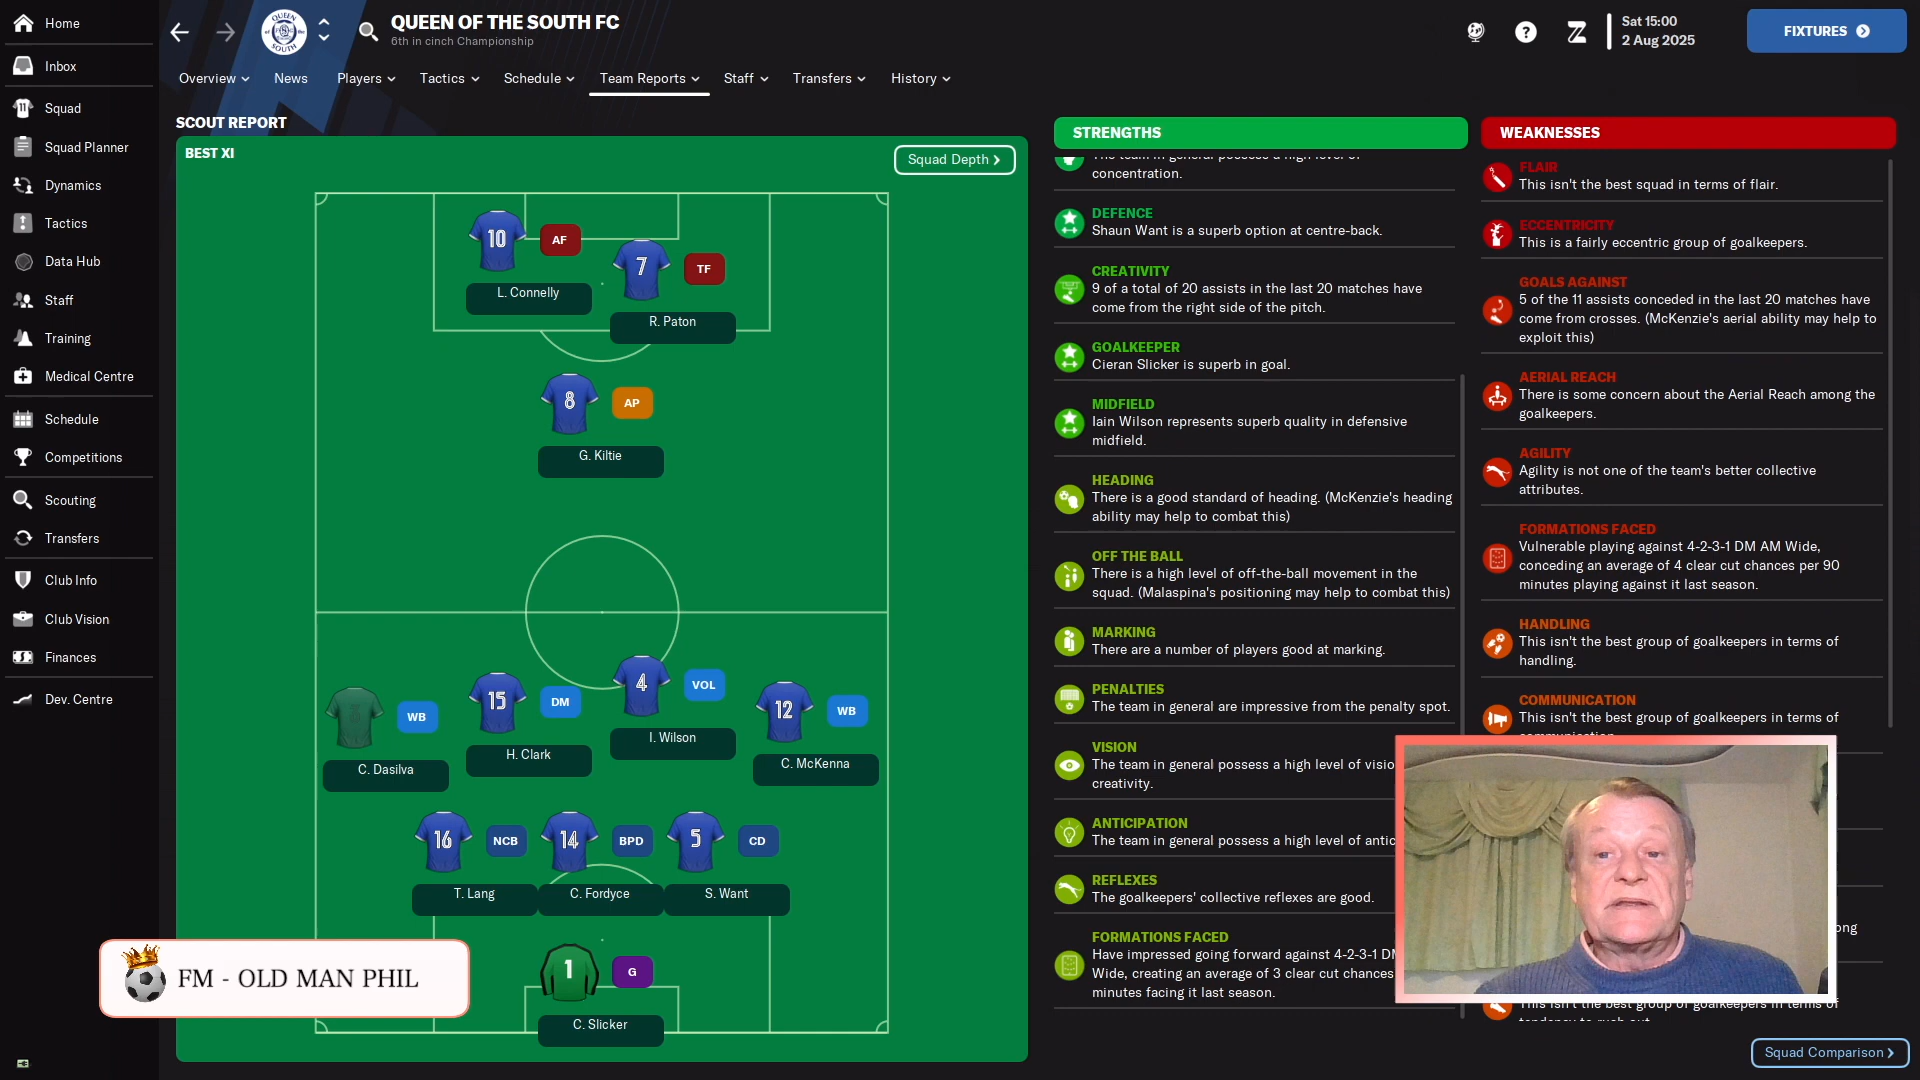 Home
Inbox
Squad
Squad Planner
Dynamics
Tactics
Data Hub
Staff
Training
Medical Centre
Schedule
Competitions
Scouting
Transfers
Club Info
Club Vision
Finances
Dev. Centre
QUEEN OF THE SOUTH FC
6th in cinch Championship
Sat 15:00
2 Aug 2025
FIXTURES
Overview
News
Players
Tactics
Schedule
Team Reports
Staff
Transfers
History
SCOUT REPORT
BEST XI
Squad Depth
10
AF
L. Connelly
7
TF
R. Paton
8
AP
G. Kiltie
WB
C. Dasilva
15
DM
H. Clark
4
VOL
I. Wilson
12
WB
C. McKenna
16
NCB
T. Lang
14
BPD
C. Fordyce
5
CD
S. Want
1
G
C. Slicker
FM - OLD MAN PHIL
STRENGTHS
The team in general possess a high level of
concentration.
DEFENCE
Shaun Want is a superb option at centre-back.
CREATIVITY
9 of a total of 20 assists in the last 20 matches have
come from the right side of the pitch.
GOALKEEPER
Cieran Slicker is superb in goal.
MIDFIELD
Iain Wilson represents superb quality in defensive
midfield.
HEADING
There is a good standard of heading. (McKenzie's heading
ability may help to combat this)
OFF THE BALL
There is a high level of off-the-ball movement in the
squad. (Malaspina's positioning may help to combat this)
MARKING
There are a number of players good at marking.
PENALTIES
The team in general are impressive from the penalty spot.
VISION
The team in general possess a high level of visio
creativity.
ANTICIPATION
The team in general possess a high level of antic
REFLEXES
The goalkeepers' collective reflexes are good.
FORMATIONS FACED
Have impressed going forward against 4-2-3-1 DM
Wide, creating an average of 3 clear cut chances
minutes facing it last season.
WEAKNESSES
FLAIR
This isn't the best squad in terms of flair.
ECCENTRICITY
This is a fairly eccentric group of goalkeepers.
GOALS AGAINST
5 of the 11 assists conceded in the last 20 matches have
come from crosses. (McKenzie's aerial ability may help to
exploit this)
AERIAL REACH
There is some concern about the Aerial Reach among the
goalkeepers.
AGILITY
Agility is not one of the team's better collective
attributes.
FORMATIONS FACED
Vulnerable playing against 4-2-3-1 DM AM Wide,
conceding an average of 4 clear cut chances per 90
minutes playing against it last season.
HANDLING
This isn't the best group of goalkeepers in terms of
handling.
COMMUNICATION
This isn't the best group of goalkeepers in terms of
communication.
ong
This isn't the best group of goalkeepers in terms of
tendency to rush out.
Squad Comparison